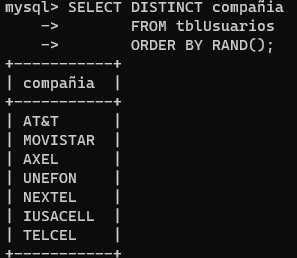 mysql> SELECT DISTINCT compañia
    ->        FROM tblUsuarios
    ->        ORDER BY RAND();
+-----------+
| compañia  |
+-----------+
| AT&T      |
| MOVISTAR  |
| AXEL      |
| UNEFON    |
| NEXTEL    |
| IUSACELL  |
| TELCEL    |
+-----------+